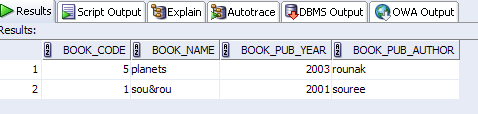 Results Script Output Explain Autotrace DBMS Output OWA Output
Results:
BOOK_CODE BOOK_NAME BOOK_PUB_YEAR BOOK_PUB_AUTHOR
1 5 planets 2003 rounak
2 1 sou&rou 2001 souree